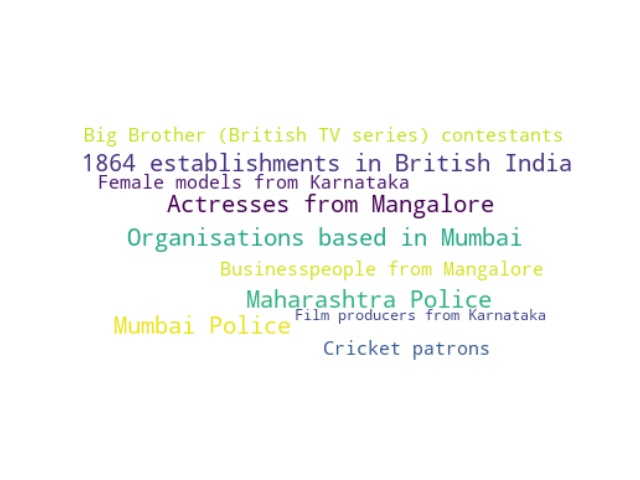 Big Brother (British TV series) contestants
1864 establishments in British India
Female models from Karnataka
Actresses from Mangalore
Organisations based in Mumbai
Businesspeople from Mangalore
Maharashtra Police
Film producers from Karnataka
Mumbai Police
Cricket patrons